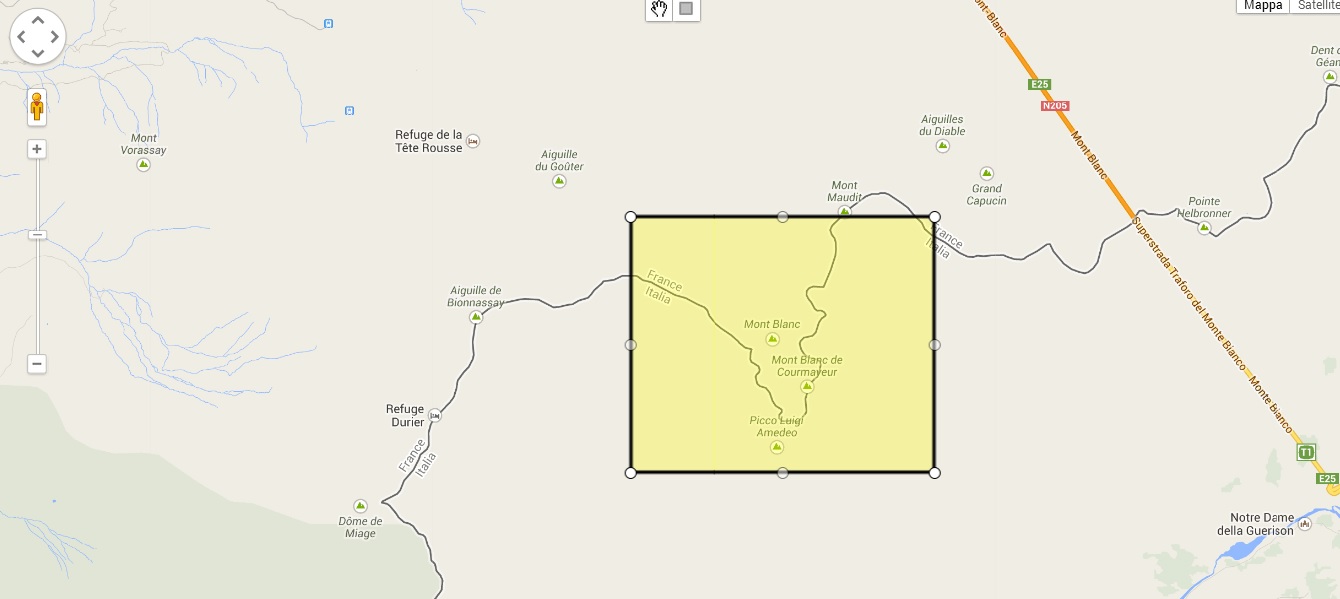 Mappa
Satellite
Mont-Blanc
Dent d
Géan
E25
N205
Aiguilles
du Diable
Refuge de la
Tête Rousse
Mont
Vorassay
Mont Blanc
Aiguille
du Goûter
Grand
Capucin
Mont
Maudit
Pointe
Helbronner
France
Italia
Superstrada Traforo del Monte Bianco
Monte Bianco
Aiguille de
Bionnassay
France
Italia
Mont Blanc
Mont Blanc de
Courmayeur
Refuge
Durier
Picco Luigi
Amedeo
France
Italia
T1
E25
Dôme de
Miage
Notre Dame
della Guerison